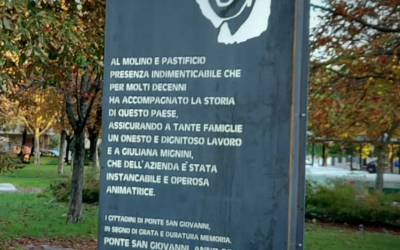 AL MOLINO E PASTIFICIO
PRESENZA INDIMENTICABILE CHE
PER MOLTI DECENNI
HA ACCOMPAGNATO LA STORIA
DI QUESTO PAESE,
ASSICURANDO A TANTE FAMIGLIE
UN ONESTO E DIGNITOSO LAVORO
E A GIULIANA MIGNINI,
CHE DELL'AZIENDA È STATA
INSTANCABILE E OPEROSA
ANIMATRICE.
I CITTADINI DI PONTE SAN GIOVANNI,
IN SEGNO DI GRATA E DURATURA MEMORIA.
PONTE SAN GIOVANNI,